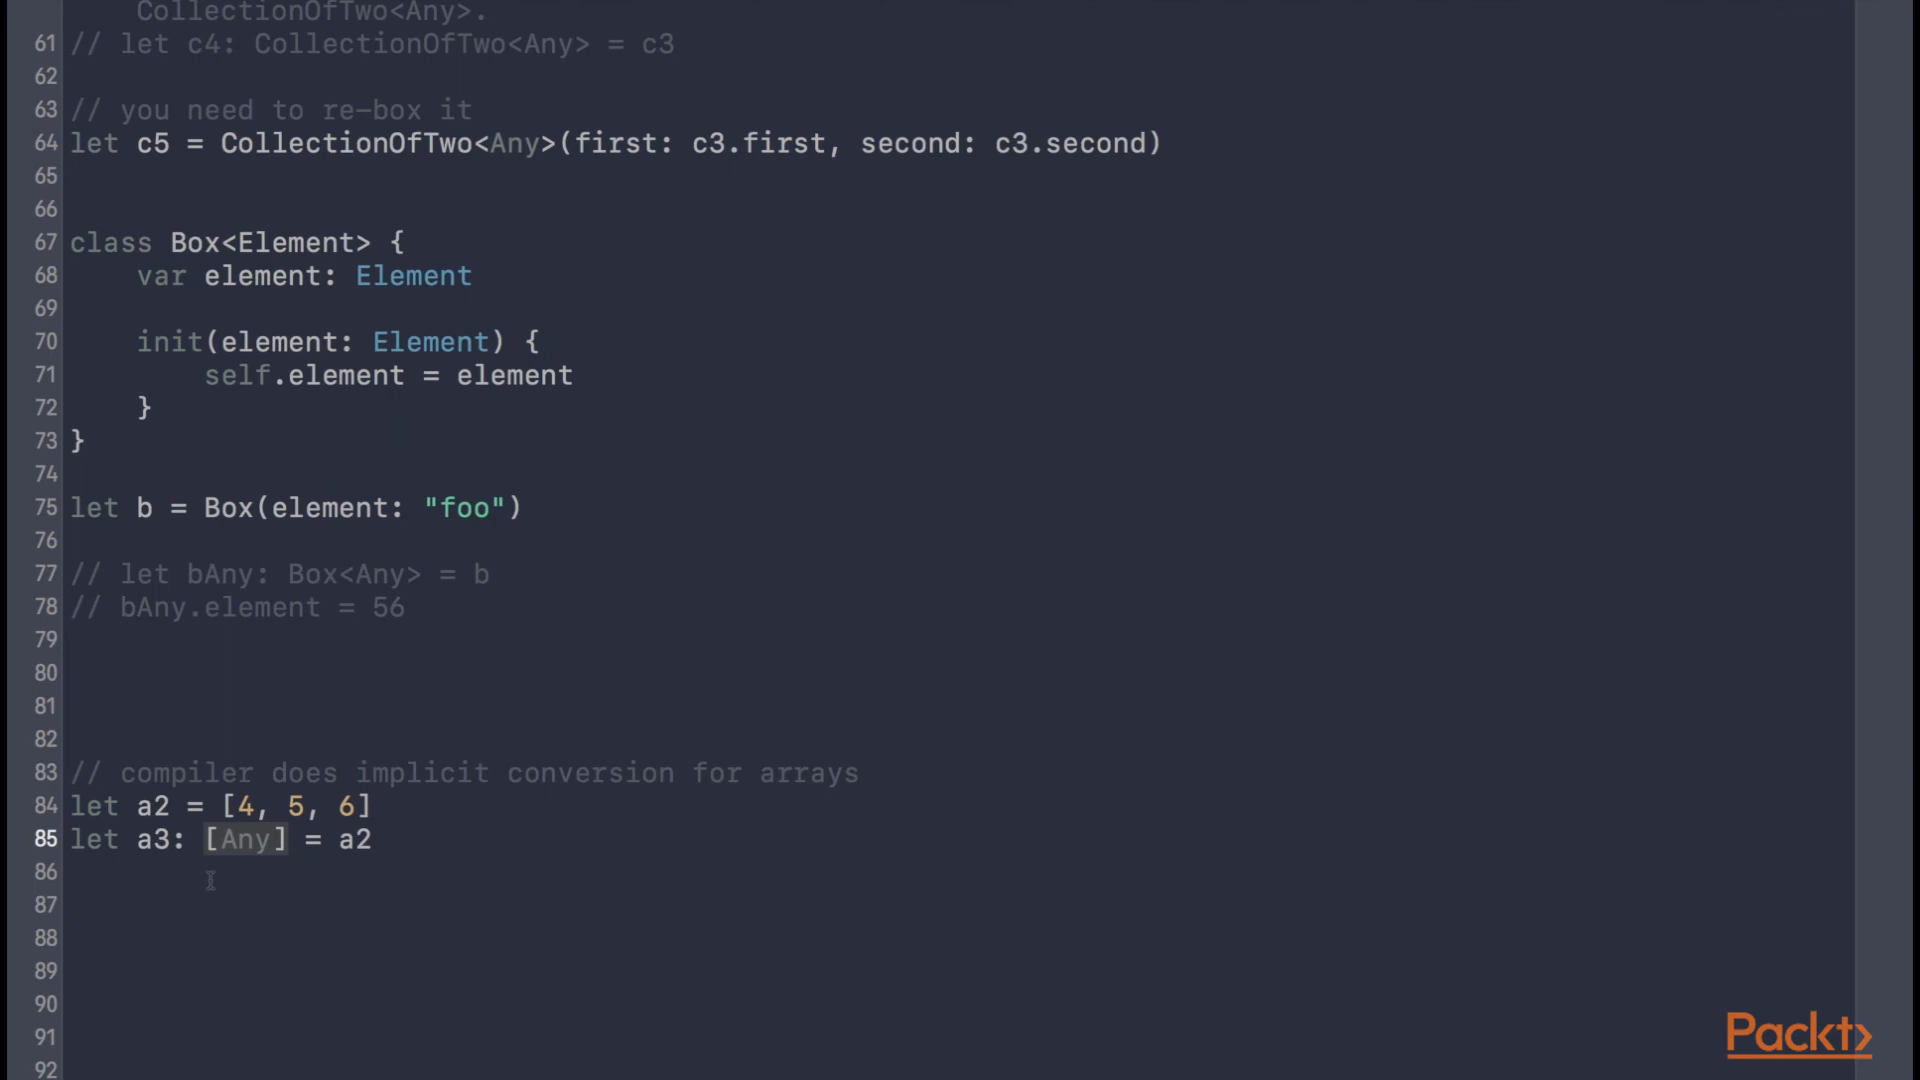 CollectionOfTwo<Any>.
61 // let c4: CollectionOfTwo<Any> = c3
62
63 // you need to re-box it
64 let c5 = CollectionOfTwo<Any>(first: c3.first, second: c3.second)
65
66
67 class Box<Element> {
68 var element: Element
69
70 init(element: Element) {
71 self.element = element
72 }
73 }
74
75 let b = Box(element: "foo")
76
77 // let bAny: Box<Any> = b
78 // bAny.element = 56
79
80
81
82
83 // compiler does implicit conversion for arrays
84 let a2 = [4, 5, 6]
85 let a3: [Any] = a2
86
87
88
89
90
91
92
Packt>